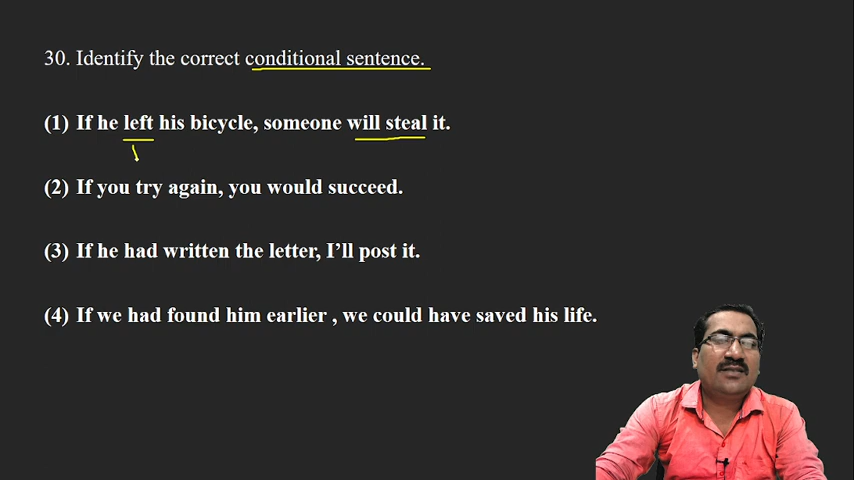 30. Identify the correct conditional sentence.
(1) If he left his bicycle, someone will steal it.
(2) If you try again, you would succeed.
(3) If he had written the letter, I'll post it.
(4) If we had found him earlier , we could have saved his life.